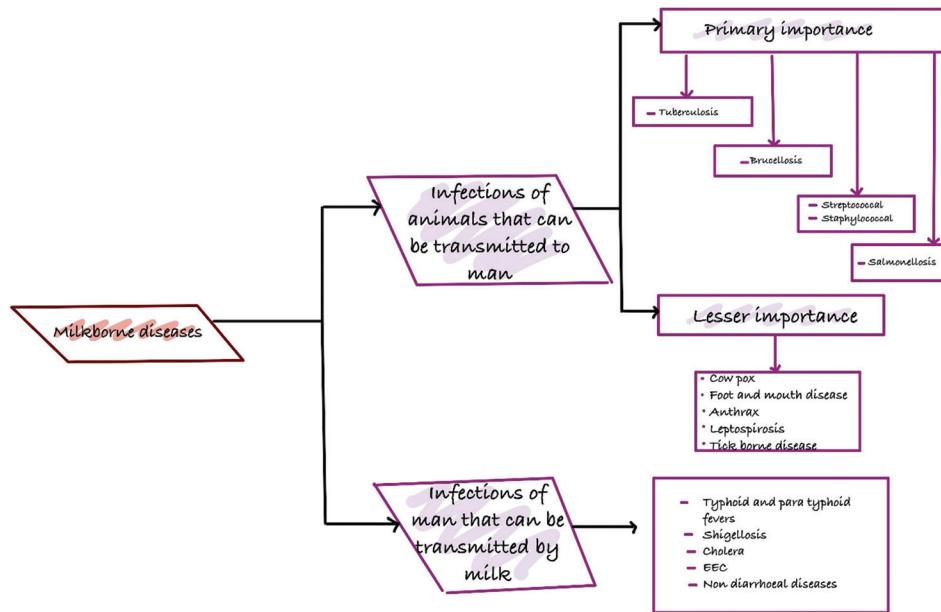 Primary importance
- Tuberculosis
- Brucellosis
- Streptococcal
- Staphylococcal
- Salmonellosis
Infections of
animals that can
be transmitted to
man
Milkborne diseases
Lesser importance
• Cow pox
• Foot and mouth disease
• Anthrax
• Leptospirosis
• Tick borne disease
Infections of
man that can be
transmitted by
milk
- Typhoid and para typhoid
fevers
- Shigellosis
- Cholera
- EEC
- Non diarrhoeal diseases